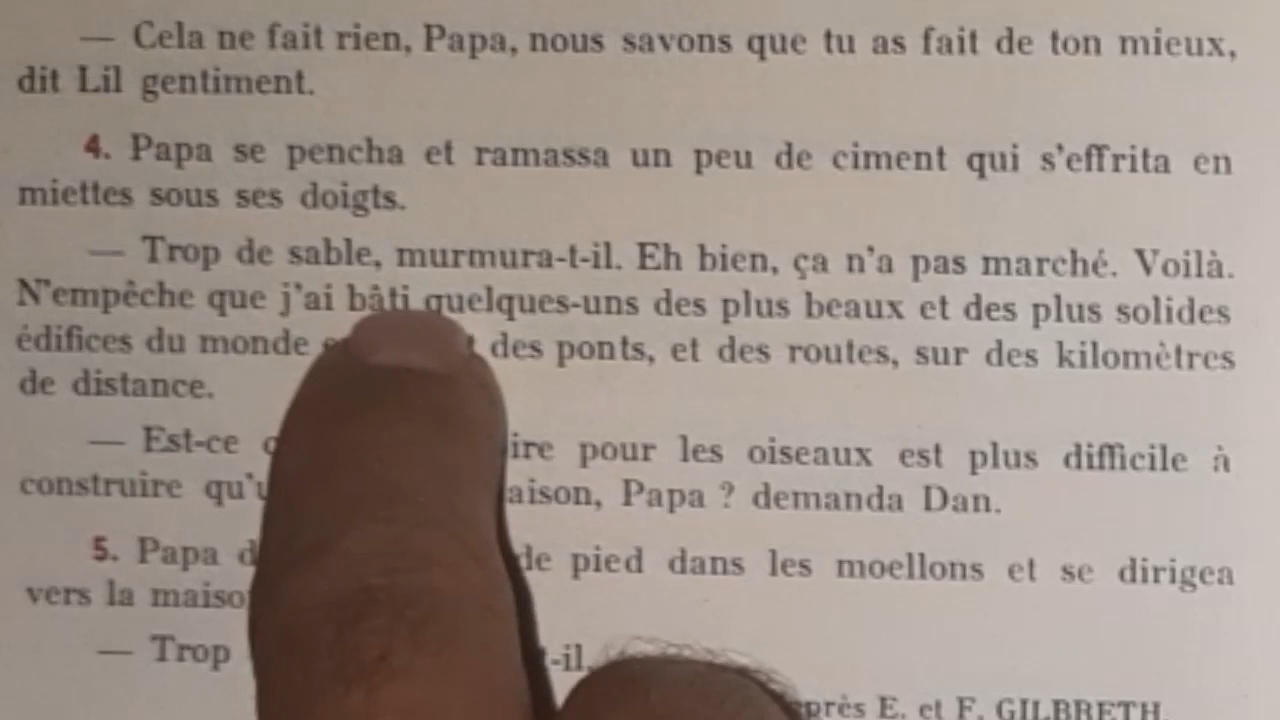 — Cela ne fait rien, Papa, nous savons que tu as fait de ton mieux,
dit Lil gentiment.
4. Papa se pencha et ramassa un peu de ciment qui s'effrita en
miettes sous ses doigts.
— Trop de sable, murmura-t-il. Eh bien, ça n'a pas marché. Voilà.
N'empêche que j'ai bâti quelques-uns des plus beaux et des plus solides
édifices du monde des ponts, et des routes, sur des kilomètres
de distance.
— Est-ce pour les oiseaux est plus difficile à
construire Papa ? demanda Dan.
5. Papa de pied dans les moellons et se dirigea
vers la
— Trop
E. et F. GILBRETH.